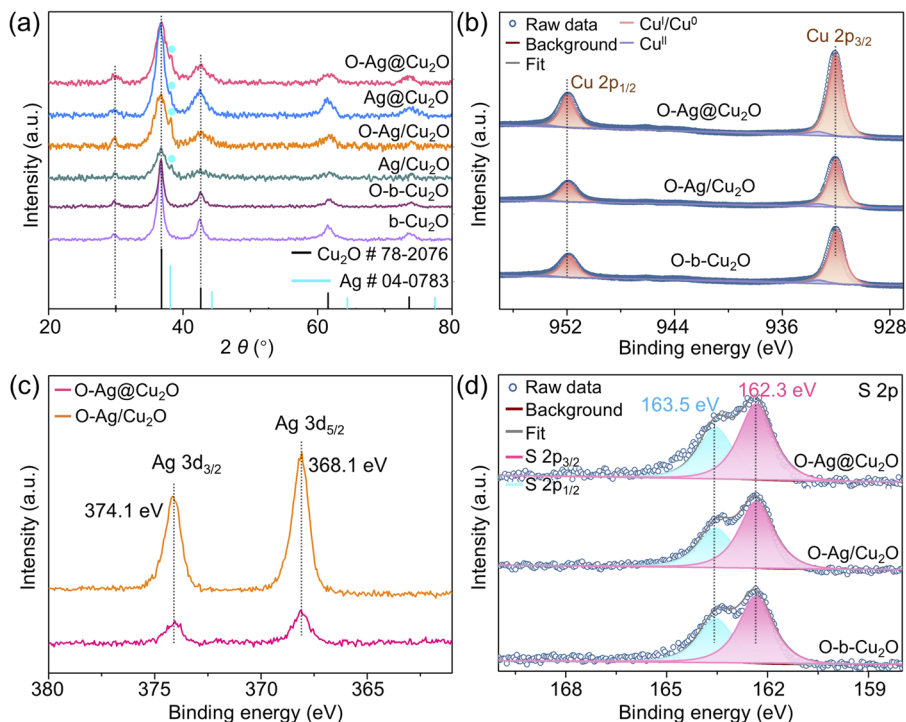 (a)
O-Ag@Cu₂O
Ag@Cu₂O
O-Ag/Cu₂O
Ag/Cu₂O
O-b-Cu₂O
b-Cu₂O
Cu₂O # 78-2076
Ag # 04-0783
Intensity (a.u.)
20 40 60 80
2 θ (°)
(b)
Raw data
Background
Fit
Cuᴵ/Cu⁰
Cuᴵᴵ
Cu 2p₃/₂
Cu 2p₁/₂
O-Ag@Cu₂O
O-Ag/Cu₂O
O-b-Cu₂O
Intensity (a.u.)
952 944 936 928
Binding energy (eV)
(c)
O-Ag@Cu₂O
O-Ag/Cu₂O
Ag 3d₅/₂
368.1 eV
Ag 3d₃/₂
374.1 eV
Intensity (a.u.)
380 375 370 365
Binding energy (eV)
(d)
Raw data
Background
Fit
S 2p₃/₂
S 2p₁/₂
163.5 eV
162.3 eV
S 2p
O-Ag@Cu₂O
O-Ag/Cu₂O
O-b-Cu₂O
Intensity (a.u.)
168 165 162 159
Binding energy (eV)